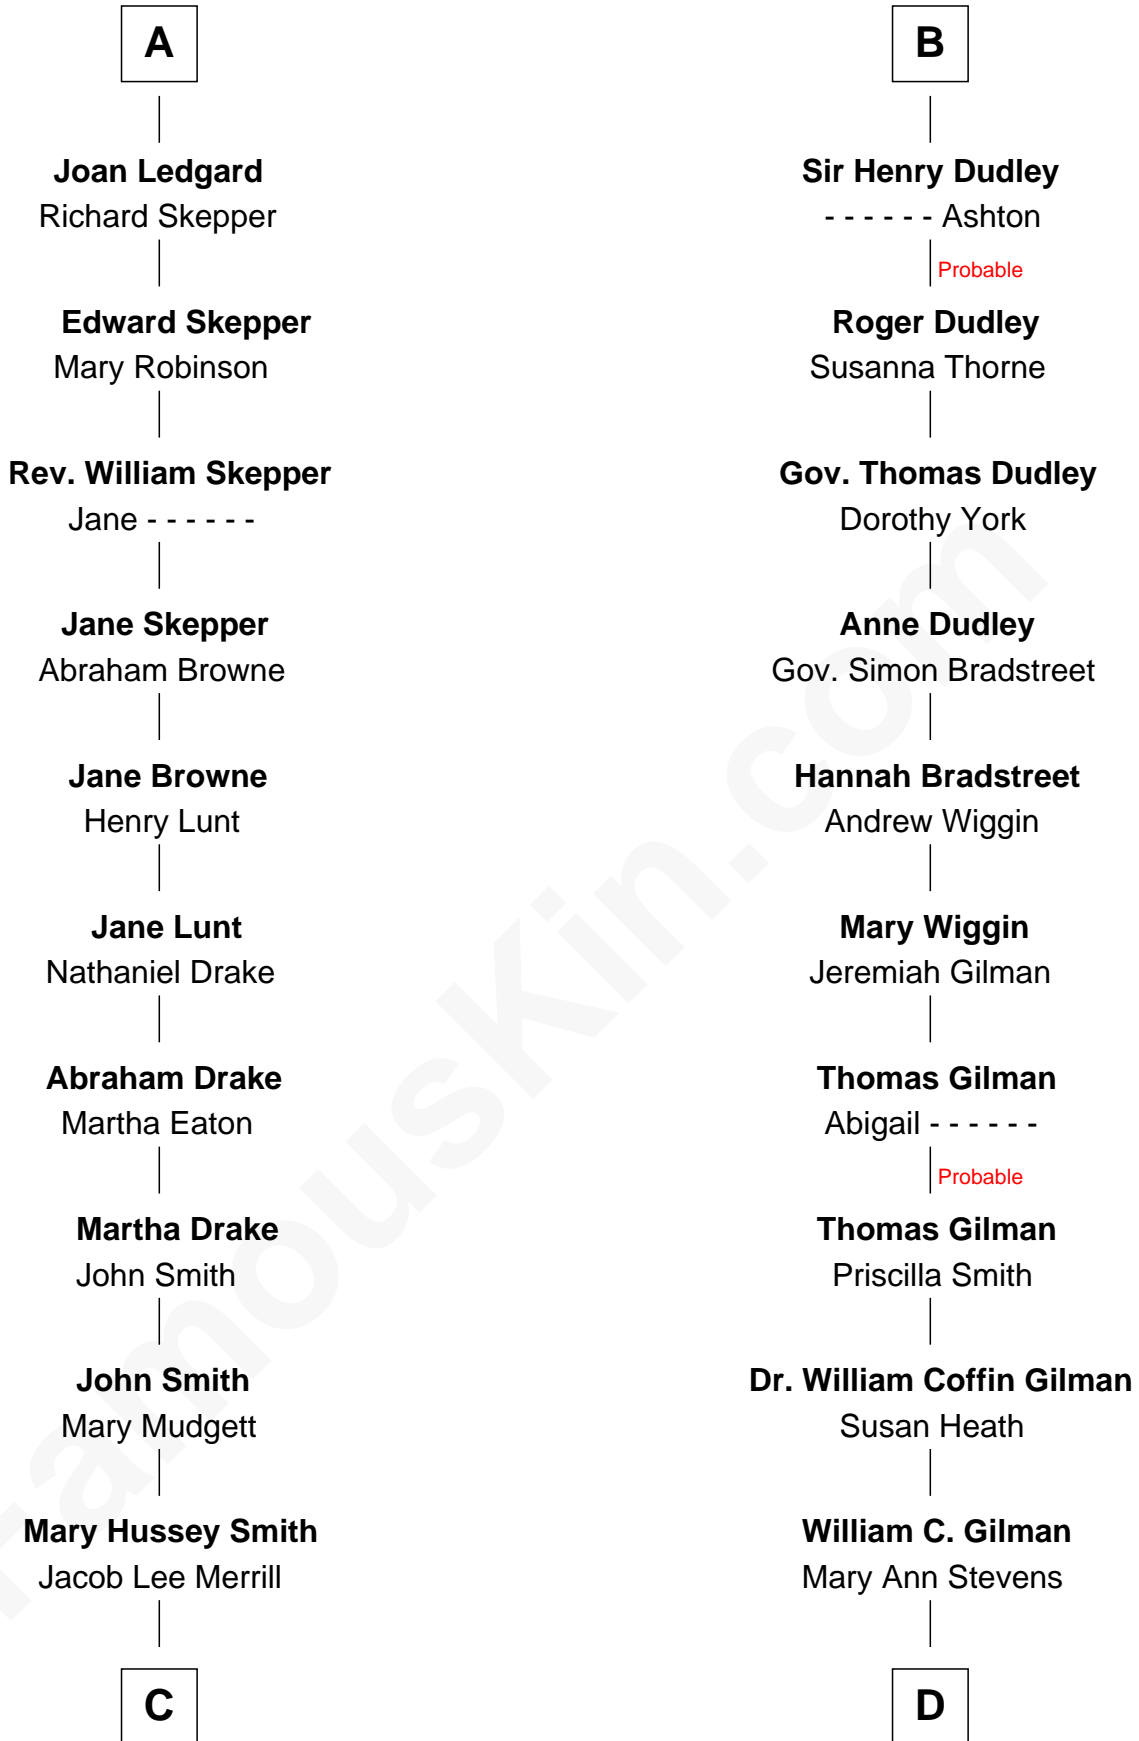 A
Joan Ledgard
Richard Skepper
Edward Skepper
Mary Robinson
Rev. William Skepper
Jane - - - - - -
Jane Skepper
Abraham Browne
Jane Browne
Henry Lunt
Jane Lunt
Nathaniel Drake
Abraham Drake
Martha Eaton
Martha Drake
John Smith
John Smith
Mary Mudgett
Mary Hussey Smith
Jacob Lee Merrill
C
B
Sir Henry Dudley
- - - - - - Ashton
Probable
Roger Dudley
Susanna Thorne
Gov. Thomas Dudley
Dorothy York
Anne Dudley
Gov. Simon Bradstreet
Hannah Bradstreet
Andrew Wiggin
Mary Wiggin
Jeremiah Gilman
Thomas Gilman
Abigail - - - - - -
Probable
Thomas Gilman
Priscilla Smith
Dr. William Coffin Gilman
Susan Heath
William C. Gilman
Mary Ann Stevens
D
FamousKin.com